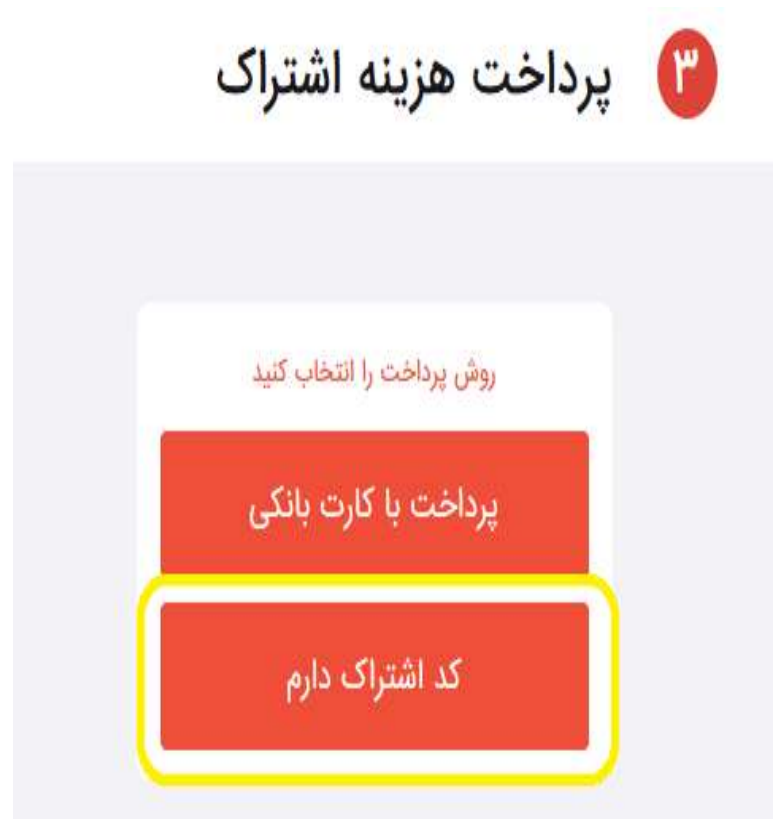 ۳ پرداخت هزینه اشتراک
روش پرداخت را انتخاب کنید
پرداخت با کارت بانکی
کد اشتراک دارم